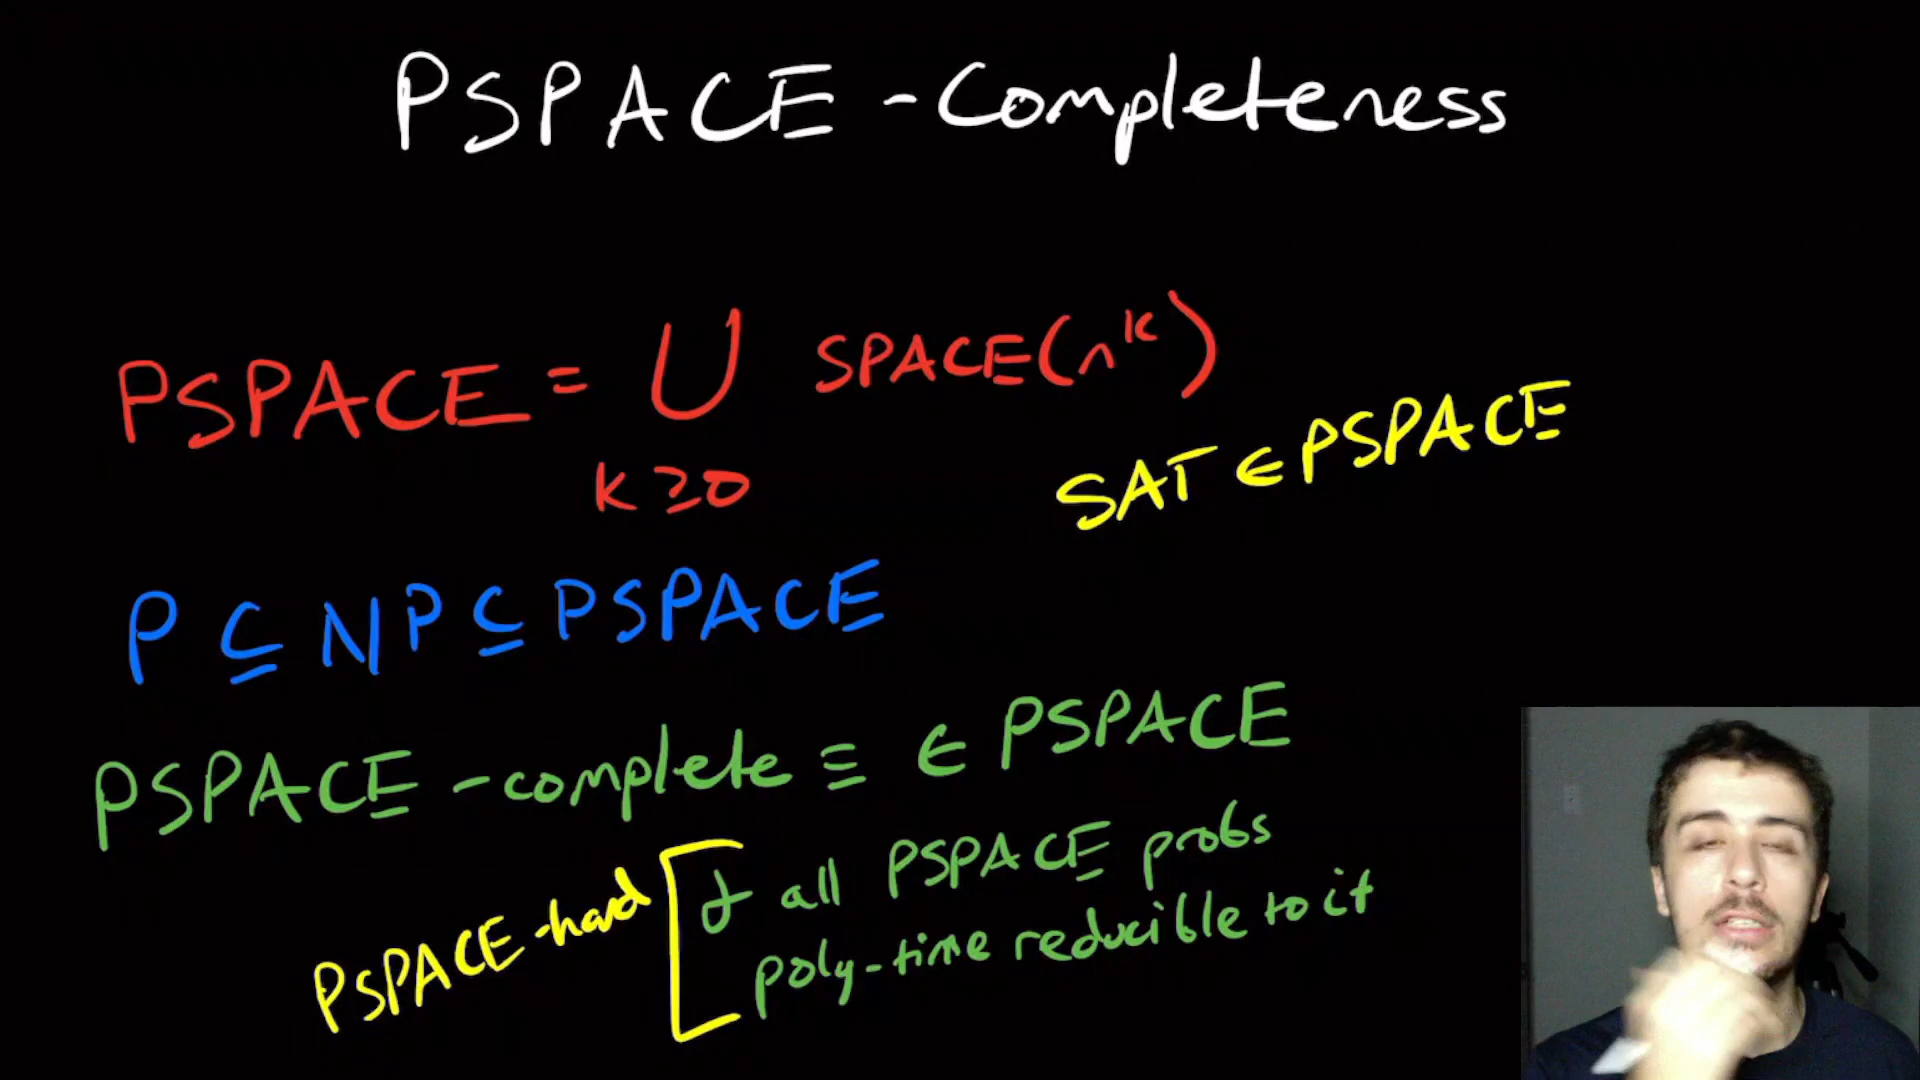 PSPACE - Completeness
PSPACE = ⋃ SPACE(n^k)
k ≥ 0
SAT ∈ PSPACE
P ⊆ NP ⊆ PSPACE
PSPACE - complete ≡ ∈ PSPACE
PSPACE-hard
+ all PSPACE probs
poly-time reducible to it